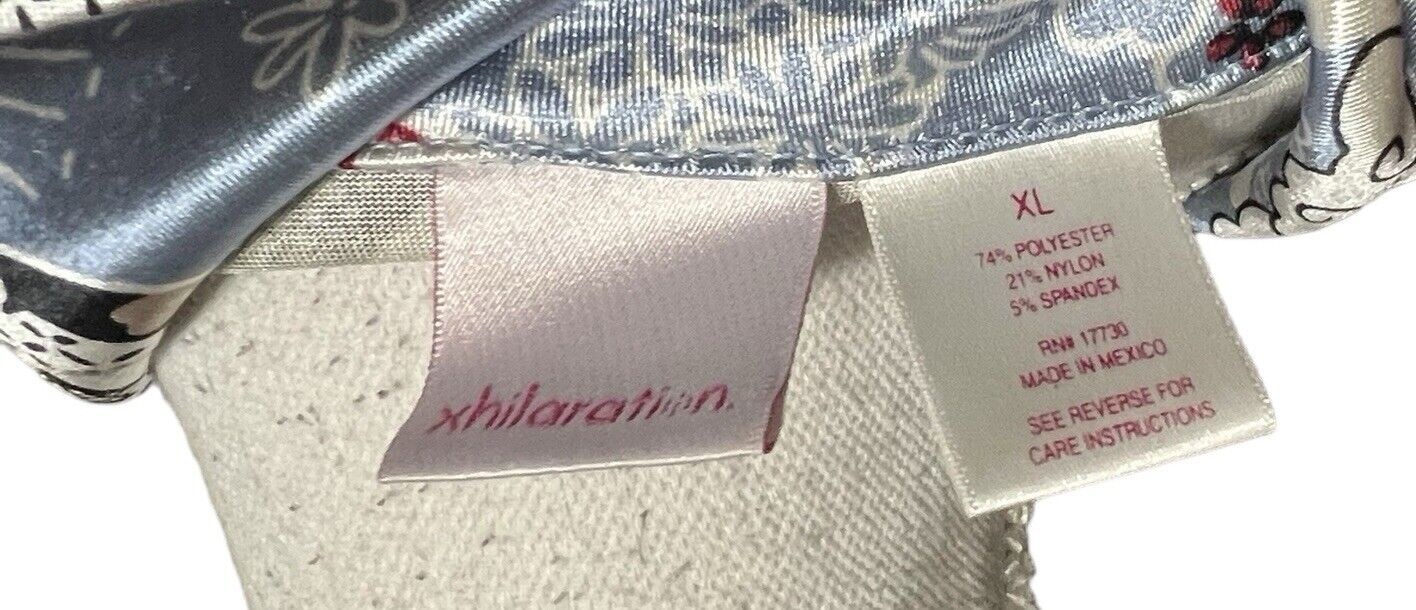 xhilaration.
XL
74% POLYESTER
21% NYLON
5% SPANDEX
RN# 17730
MADE IN MEXICO
SEE REVERSE FOR
CARE INSTRUCTIONS